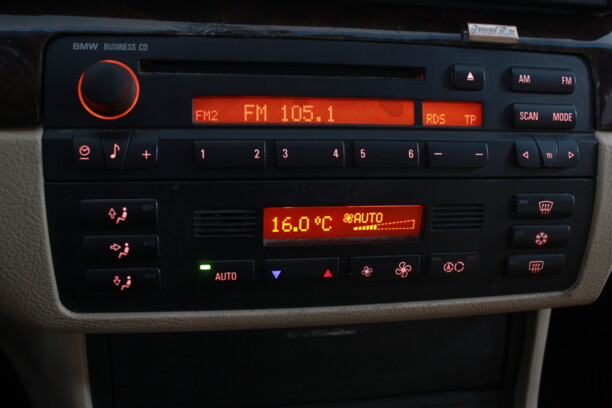 BMW BUSINESS CD
AM FM
FM2 FM 105.1 RDS TP
SCAN MODE
+ 1 2 3 4 5 6 - - m
16.0°C AUTO
AUTO
A